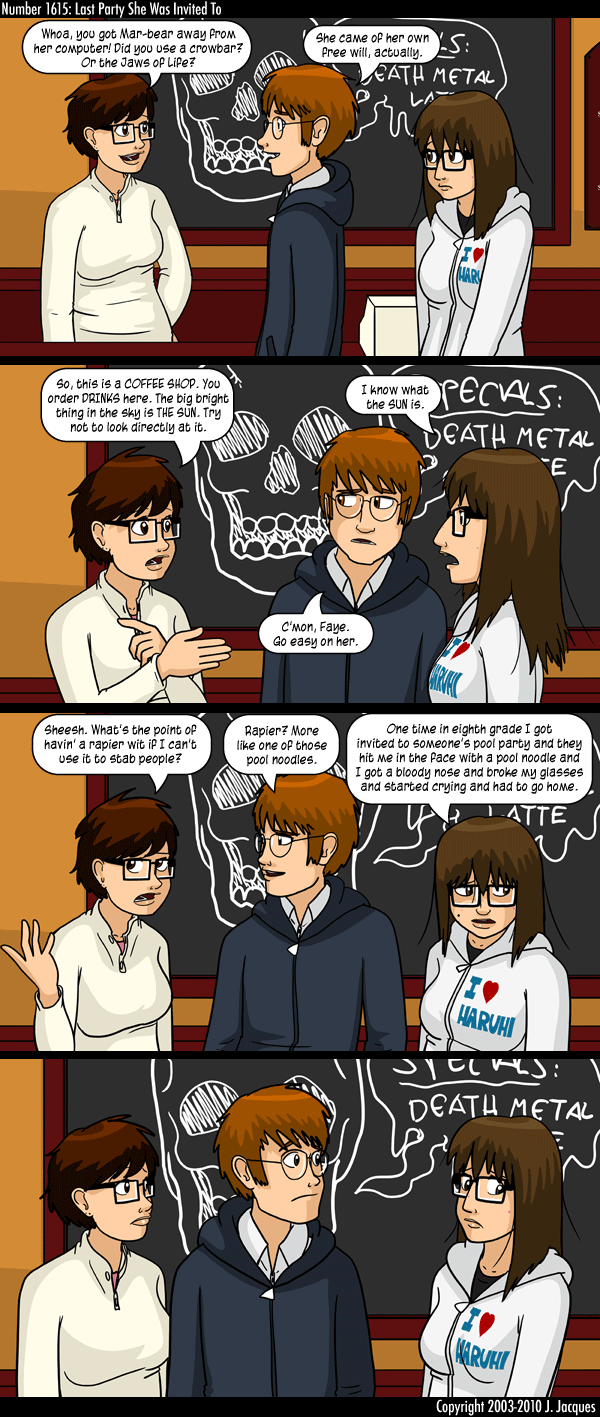 Number 1615: Last Party She Was Invited To
Whoa, you got Mar-bear away from
her computer! Did you use a crowbar?
Or the Jaws of Life?
She came of her own
free will, actually.
LS:
DEATH METAL
LATTE
I ♥
HARU
So, this is a COFFEE SHOP. You
order DRINKS here. The big bright
thing in the sky is THE SUN. Try
not to look directly at it.
I know what
the SUN is.
C'mon, Faye.
Go easy on her.
SPECIALS:
DEATH METAL
TE
I ♥
HARUHI
Sheesh. What's the point of
havin' a rapier wit if I can't
use it to stab people?
Rapier? More
like one of those
pool noodles.
One time in eighth grade I got
invited to someone's pool party and they
hit me in the face with a pool noodle and
I got a bloody nose and broke my glasses
and started crying and had to go home.
LATTE
I ♥
HARUHI
SPECIALS:
DEATH METAL
TE
I ♥
HARUHI
Copyright 2003-2010 J. Jacques